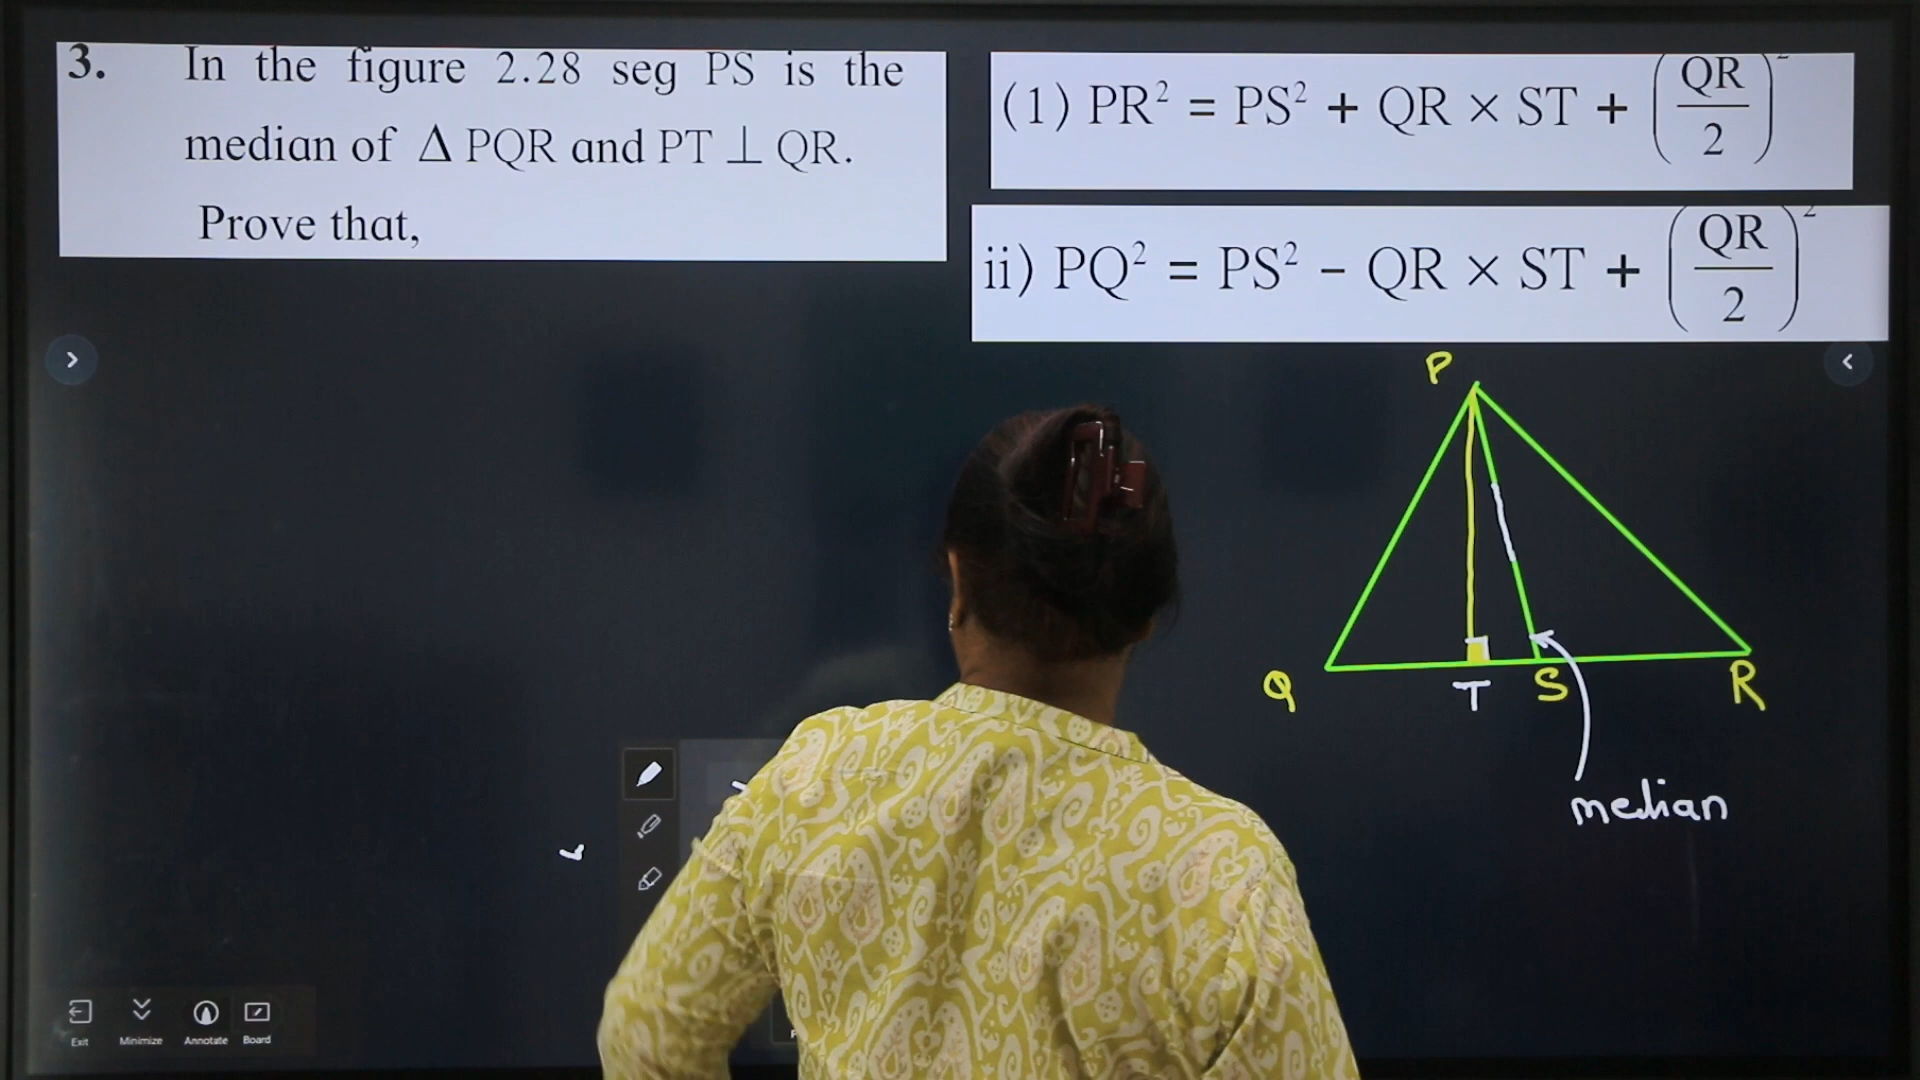 3. In the figure 2.28 seg PS is the
median of Δ PQR and PT ⊥ QR.
Prove that,
(1) PR² = PS² + QR × ST + (QR/2)²
ii) PQ² = PS² − QR × ST + (QR/2)²
P
Q T S R
median
Exit Minimize Annotate Board